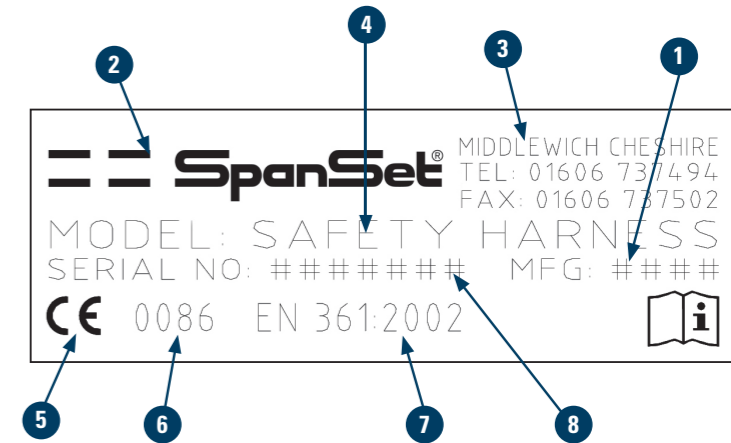 4
2
3
1
SpanSet®
MIDDLEWICH CHESHIRE
TEL: 01606 737494
FAX: 01606 737502
MODEL: SAFETY HARNESS
SERIAL NO: ####### MFG: ####
CE 0086 EN 361:2002
i
5
6
7
8